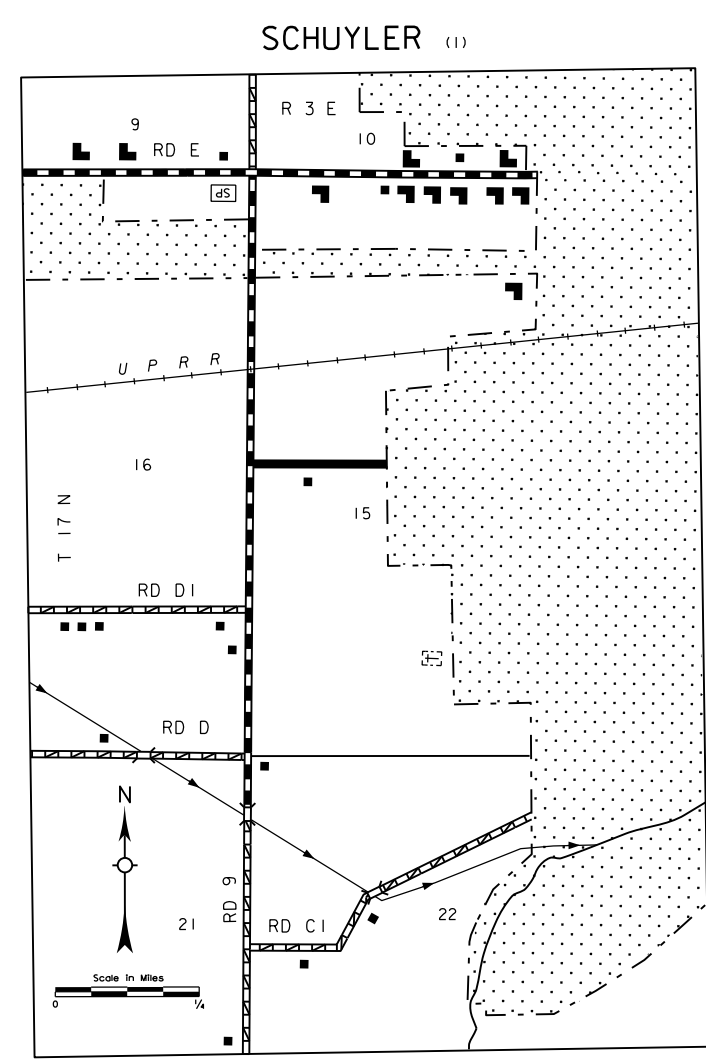 SCHUYLER (1)
R 3 E
9
10
RD E
SP
U P R R
16
15
T 17 N
RD D1
RD D
N
RD 9
21
22
RD C1
Scale in Miles
0 1/4